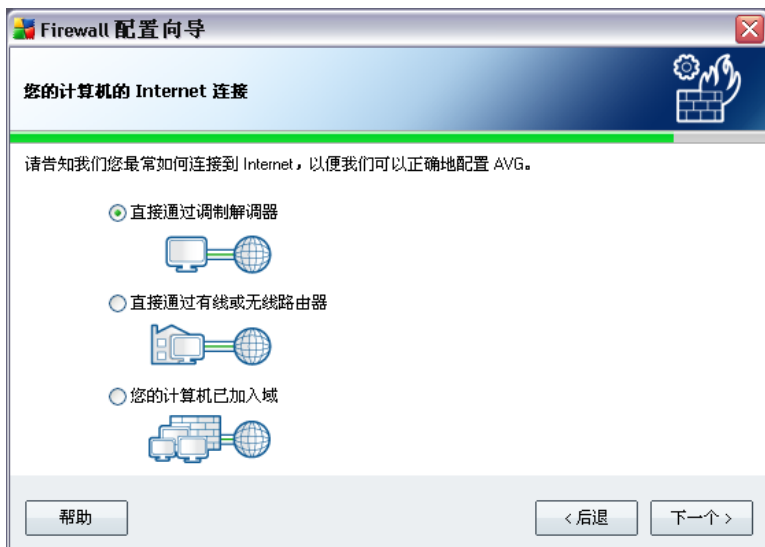 Firewall 配置向导
您的计算机的 Internet 连接
请告知我们您最常如何连接到 Internet，以便我们可以正确地配置 AVG。
直接通过调制解调器
直接通过有线或无线路由器
您的计算机已加入域
帮助
< 后退
下一个 >